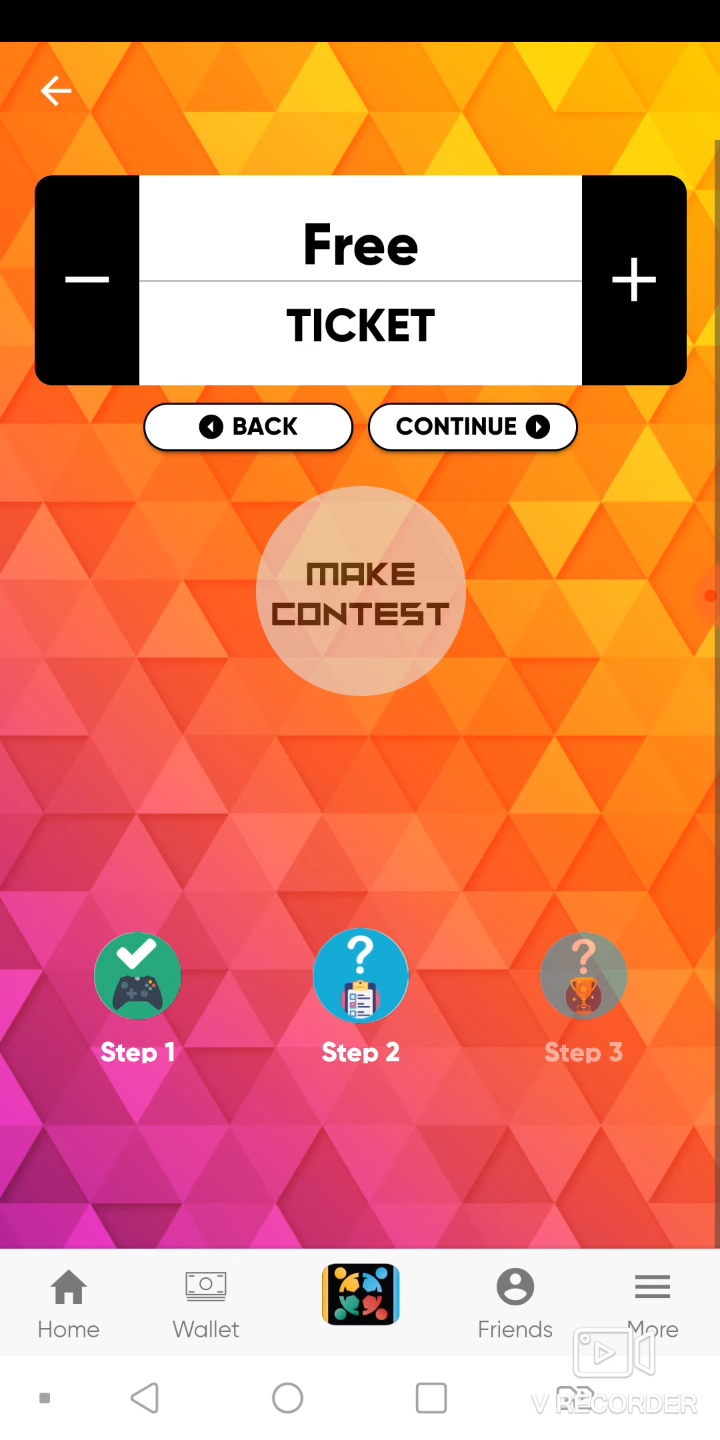 Free
TICKET
BACK
CONTINUE
MAKE
CONTEST
Step 1
Step 2
Step 3
Home
Wallet
Friends
More
V RECORDER